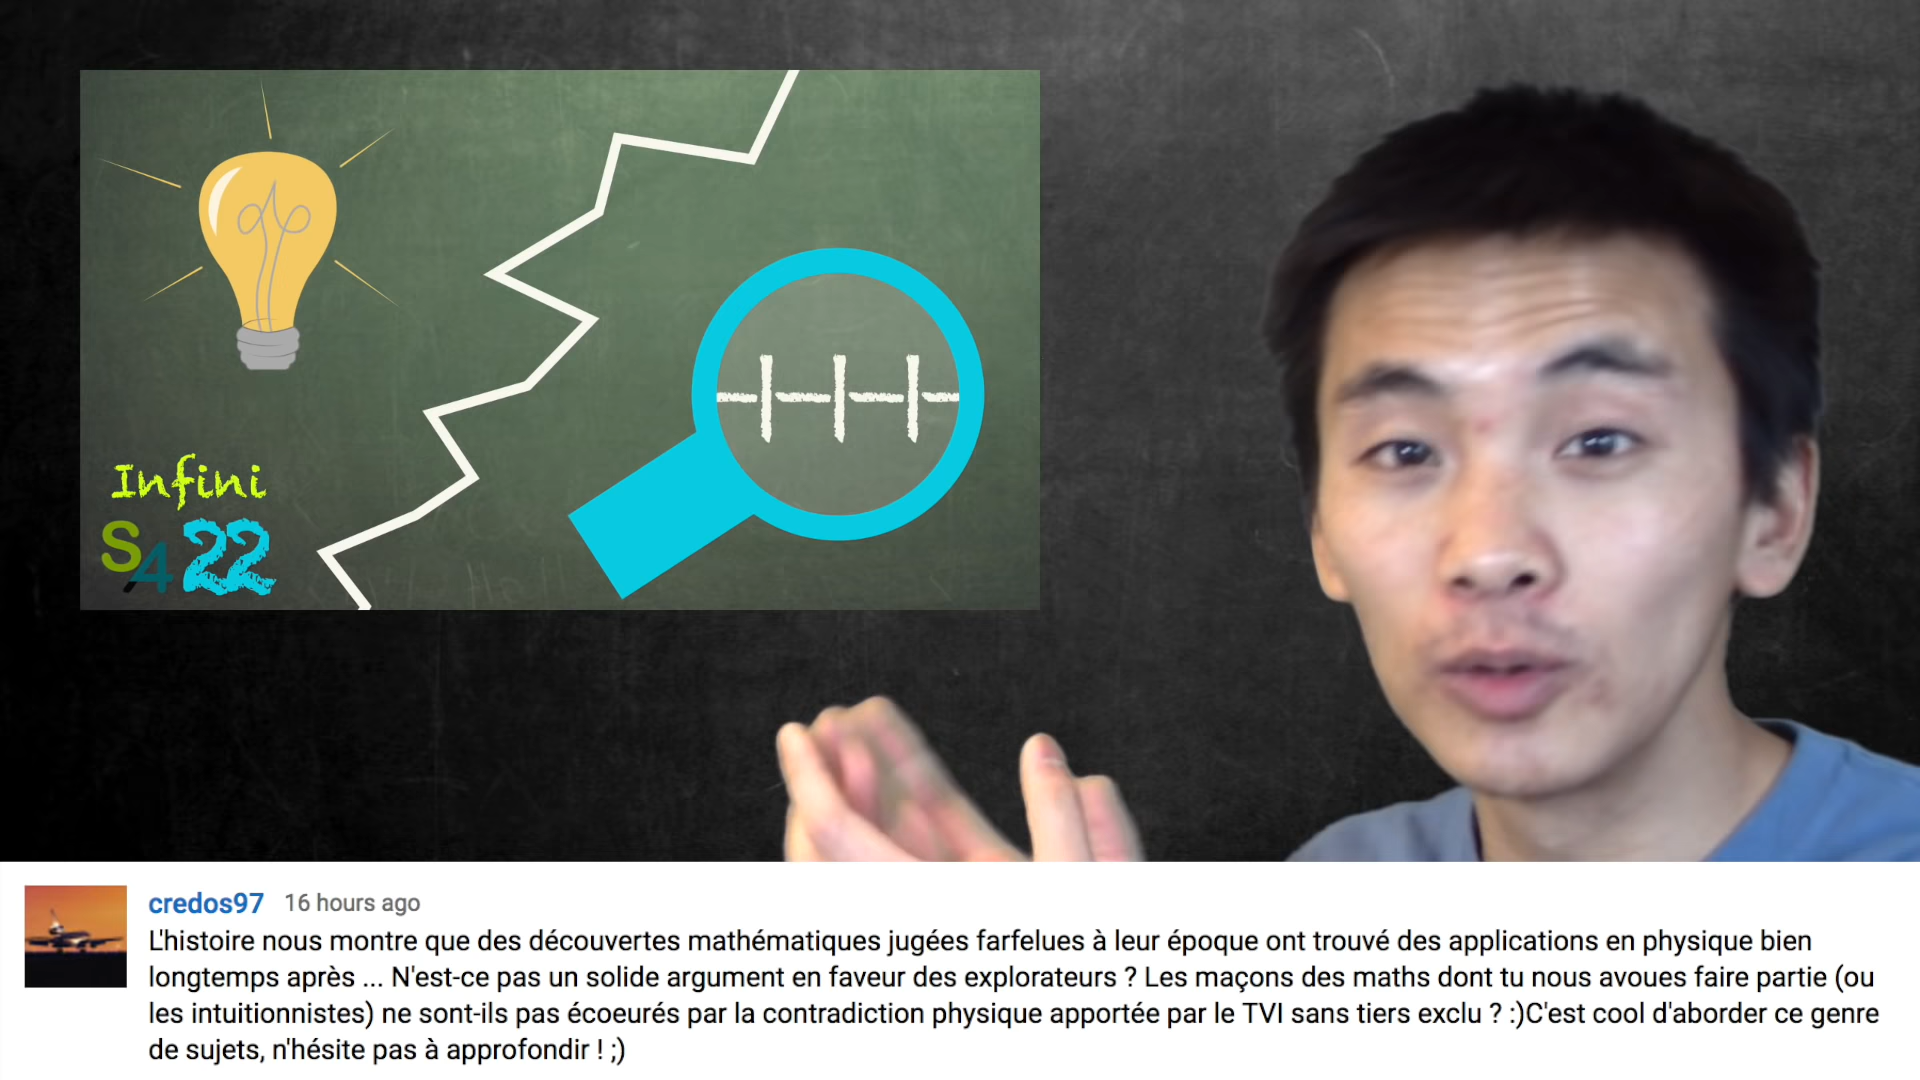 Infini
S4 22
credos97 16 hours ago
L'histoire nous montre que des découvertes mathématiques jugées farfelues à leur époque ont trouvé des applications en physique bien
longtemps après ... N'est-ce pas un solide argument en faveur des explorateurs ? Les maçons des maths dont tu nous avoues faire partie (ou
les intuitionnistes) ne sont-ils pas écoeurés par la contradiction physique apportée par le TVI sans tiers exclu ? :)C'est cool d'aborder ce genre
de sujets, n'hésite pas à approfondir ! ;)